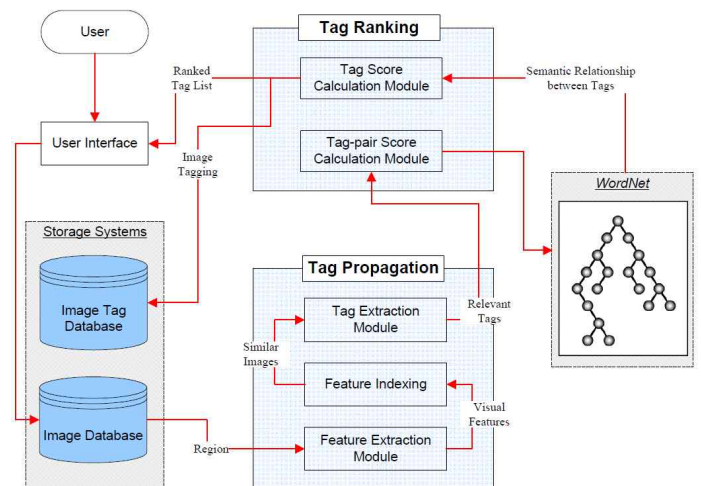 User
Tag Ranking
Ranked
Tag List
Tag Score
Calculation Module
Semantic Relationship
between Tags
User Interface
Image
Tagging
Tag-pair Score
Calculation Module
WordNet
Storage Systems
Image Tag
Database
Tag Propagation
Tag Extraction
Module
Relevant
Tags
Similar
Images
Feature Indexing
Visual
Features
Image Database
Region
Feature Extraction
Module